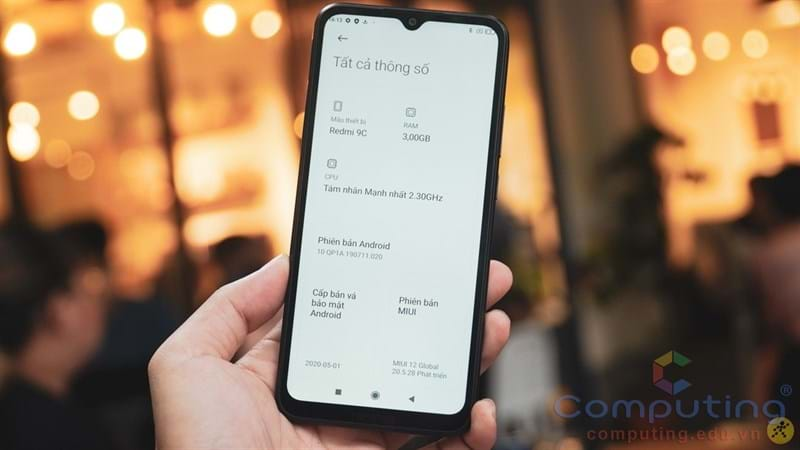 14:13
Tất cả thông số
Mẫu thiết bị
Redmi 9C
RAM
3,00GB
CPU
Tám nhân Mạnh nhất 2.30GHz
Phiên bản Android
10 QP1A.190711.020
Cấp bản vá
bảo mật
Android
2020-05-01
Phiên bản
MIUI
MIUI 12 Global
20.5.28 Phát triển
Computing®
computing.edu.vn